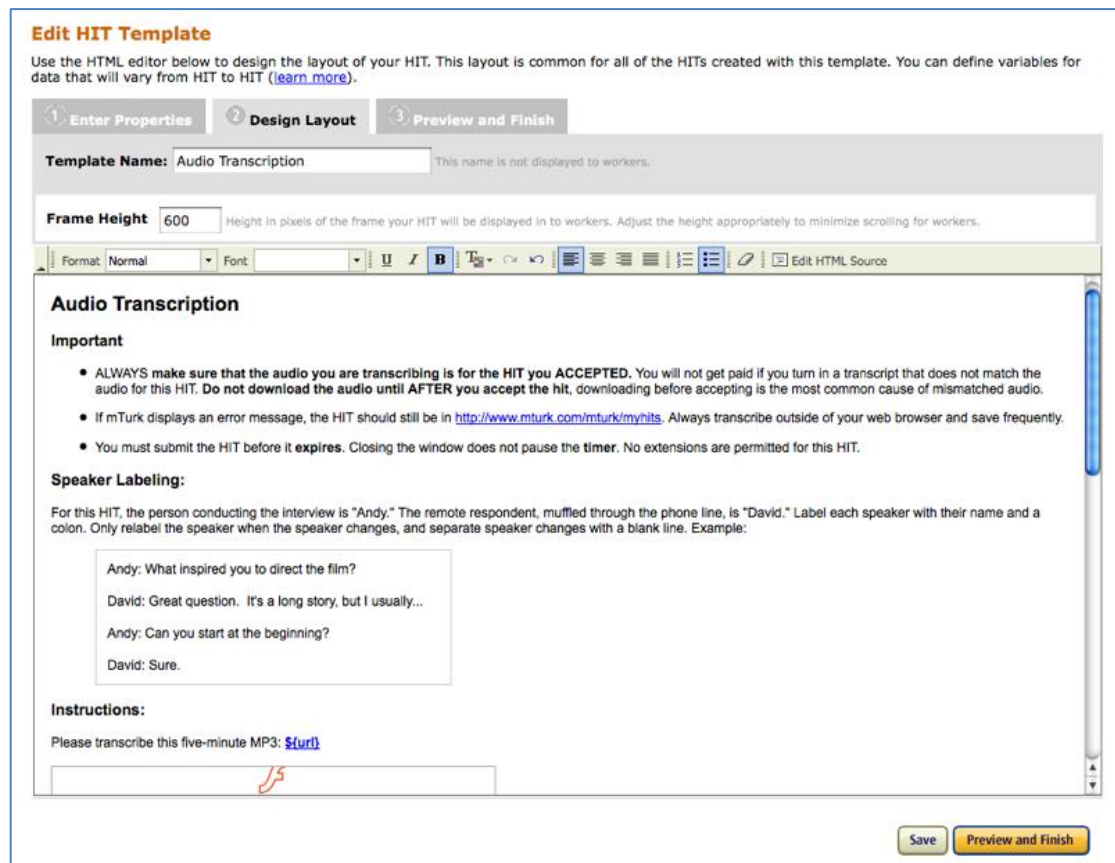 Edit HIT Template
Use the HTML editor below to design the layout of your HIT. This layout is common for all of the HITs created with this template. You can define variables for
data that will vary from HIT to HIT (learn more).
1 Enter Properties 2 Design Layout 3 Preview and Finish
Template Name: Audio Transcription This name is not displayed to workers.
Frame Height 600 Height in pixels of the frame your HIT will be displayed in to workers. Adjust the height appropriately to minimize scrolling for workers.
Format Normal Font U I B Edit HTML Source
Audio Transcription
Important
• ALWAYS make sure that the audio you are transcribing is for the HIT you ACCEPTED. You will not get paid if you turn in a transcript that does not match the
audio for this HIT. Do not download the audio until AFTER you accept the hit, downloading before accepting is the most common cause of mismatched audio.
• If mTurk displays an error message, the HIT should still be in http://www.mturk.com/mturk/myhits. Always transcribe outside of your web browser and save frequently.
• You must submit the HIT before it expires. Closing the window does not pause the timer. No extensions are permitted for this HIT.
Speaker Labeling:
For this HIT, the person conducting the interview is "Andy." The remote respondent, muffled through the phone line, is "David." Label each speaker with their name and a
colon. Only relabel the speaker when the speaker changes, and separate speaker changes with a blank line. Example:
Andy: What inspired you to direct the film?
David: Great question. It's a long story, but I usually...
Andy: Can you start at the beginning?
David: Sure.
Instructions:
Please transcribe this five-minute MP3: ${url}
Save Preview and Finish